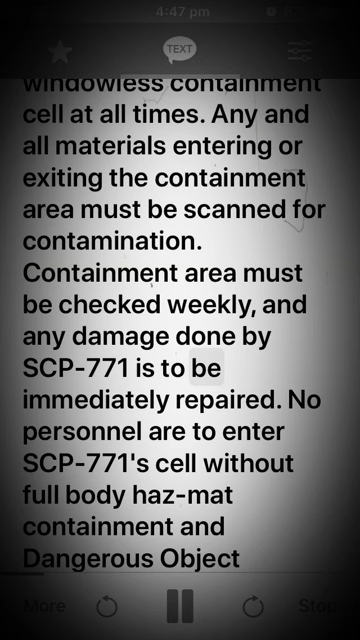 4:47 pm
TEXT
windowless containment
cell at all times. Any and
all materials entering or
exiting the containment
area must be scanned for
contamination.
Containment area must
be checked weekly, and
any damage done by
SCP-771 is to be
immediately repaired. No
personnel are to enter
SCP-771's cell without
full body haz-mat
containment and
Dangerous Object
More
Stop